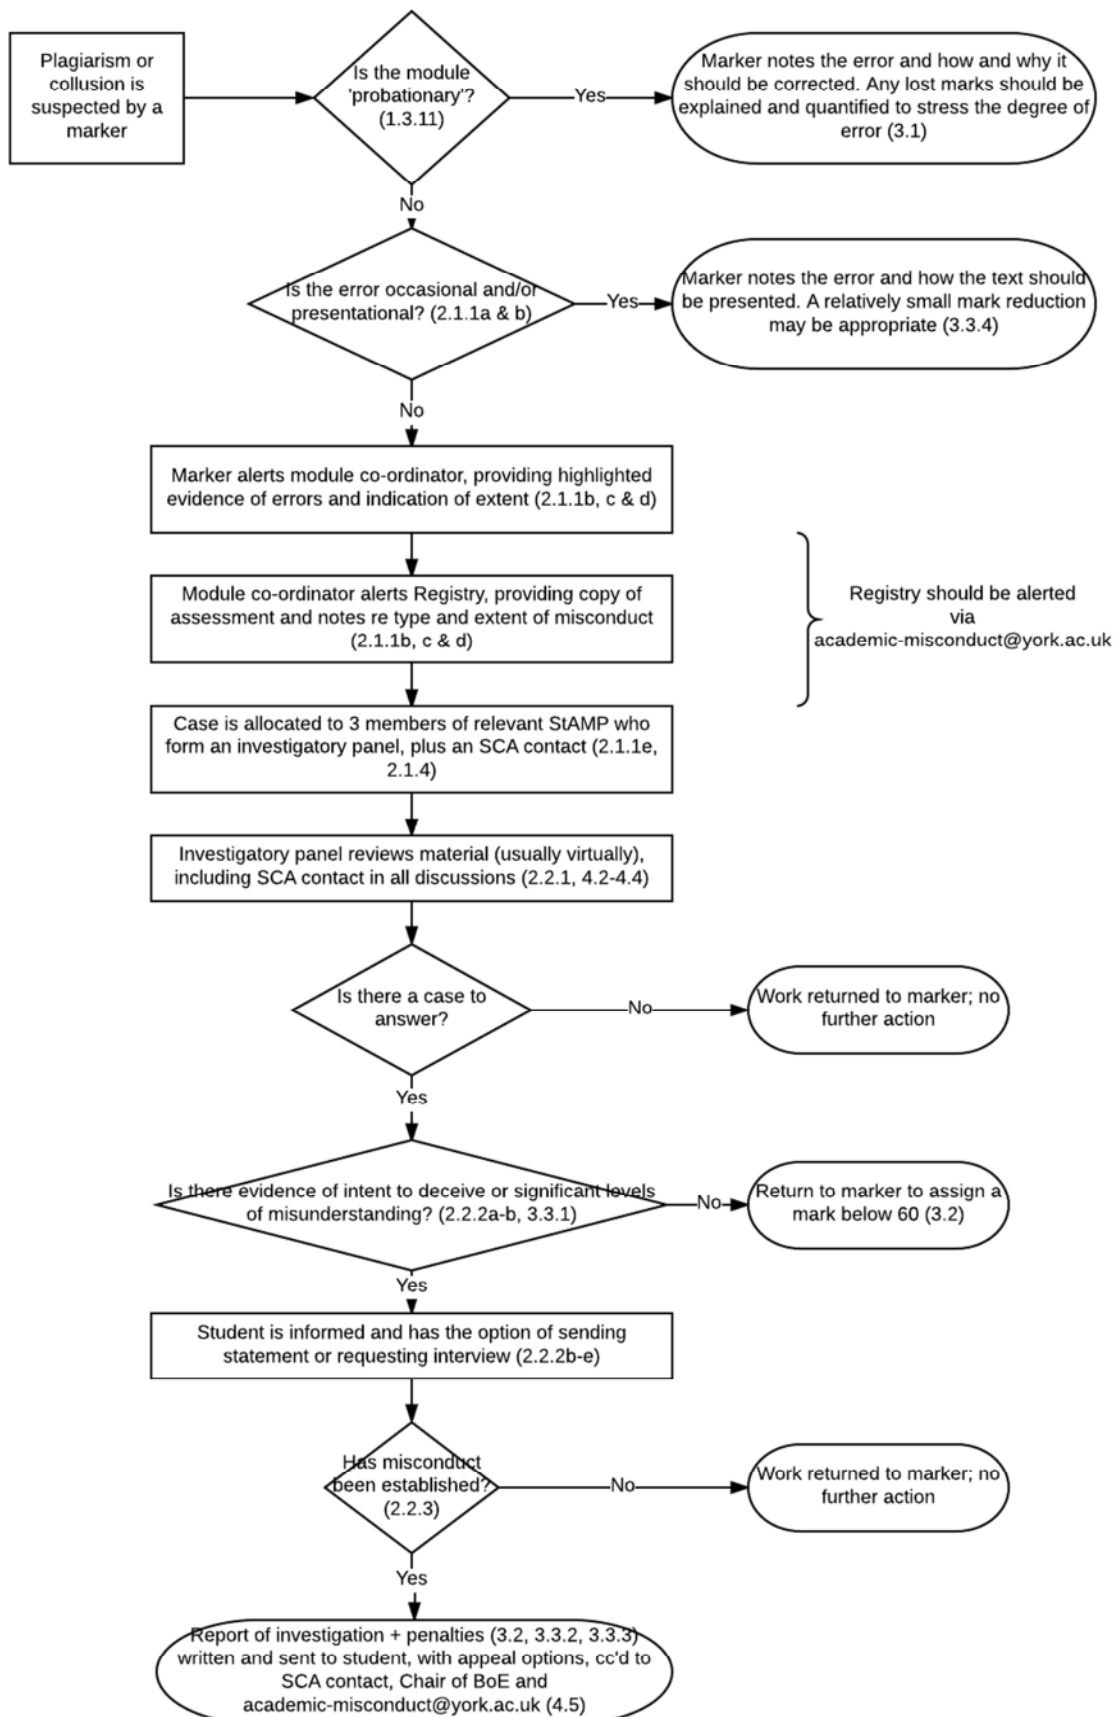 Plagiarism or
collusion is
suspected by a
marker
Is the module
'probationary'?
(1.3.11)
Yes
Marker notes the error and how and why it
should be corrected. Any lost marks should be
explained and quantified to stress the degree of
error (3.1)
No
Is the error occasional and/or
presentational? (2.1.1a & b)
Yes
Marker notes the error and how the text should
be presented. A relatively small mark reduction
may be appropriate (3.3.4)
No
Marker alerts module co-ordinator, providing highlighted
evidence of errors and indication of extent (2.1.1b, c & d)
Module co-ordinator alerts Registry, providing copy of
assessment and notes re type and extent of misconduct
(2.1.1b, c & d)
Registry should be alerted
via
academic-misconduct@york.ac.uk
Case is allocated to 3 members of relevant StAMP who
form an investigatory panel, plus an SCA contact (2.1.1e,
2.1.4)
Investigatory panel reviews material (usually virtually),
including SCA contact in all discussions (2.2.1, 4.2-4.4)
Is there a case to
answer?
No
Work returned to marker; no
further action
Yes
Is there evidence of intent to deceive or significant levels
of misunderstanding? (2.2.2a-b, 3.3.1)
No
Return to marker to assign a
mark below 60 (3.2)
Yes
Student is informed and has the option of sending
statement or requesting interview (2.2.2b-e)
Has misconduct
been established?
(2.2.3)
No
Work returned to marker; no
further action
Yes
Report of investigation + penalties (3.2, 3.3.2, 3.3.3)
written and sent to student, with appeal options, cc'd to
SCA contact, Chair of BoE and
academic-misconduct@york.ac.uk (4.5)